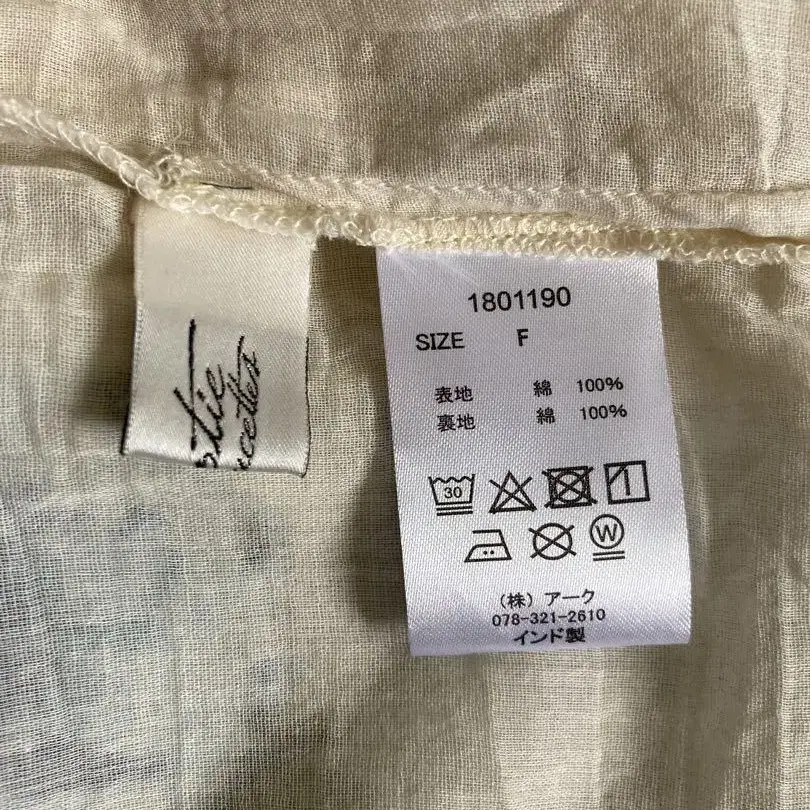 1801190
SIZE F
表地 綿 100%
裏地 綿 100%
30
W
(株) アーク
078-321-2610
インド製